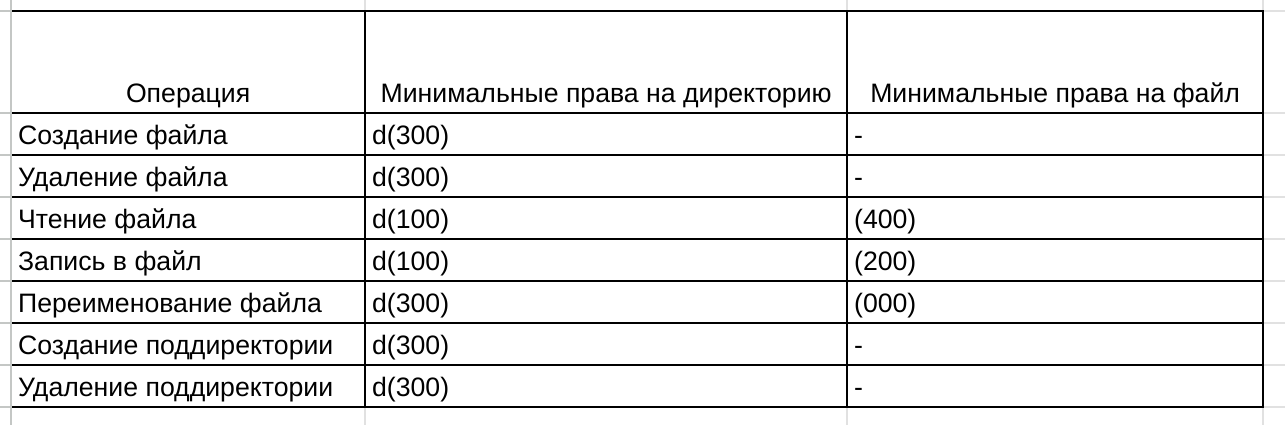 Операция Минимальные права на директорию Минимальные права на файл
Создание файла d(300) -
Удаление файла d(300) -
Чтение файла d(100) (400)
Запись в файл d(100) (200)
Переименование файла d(300) (000)
Создание поддиректории d(300) -
Удаление поддиректории d(300) -